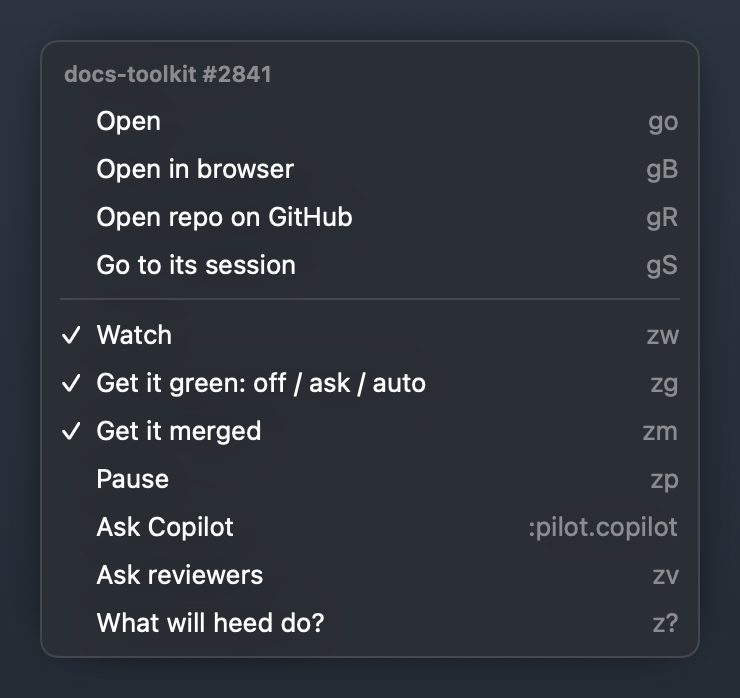 docs-toolkit #2841
Open go
Open in browser gB
Open repo on GitHub gR
Go to its session gS
✓ Watch zw
✓ Get it green: off / ask / auto zg
✓ Get it merged zm
Pause zp
Ask Copilot :pilot.copilot
Ask reviewers zv
What will heed do? z?